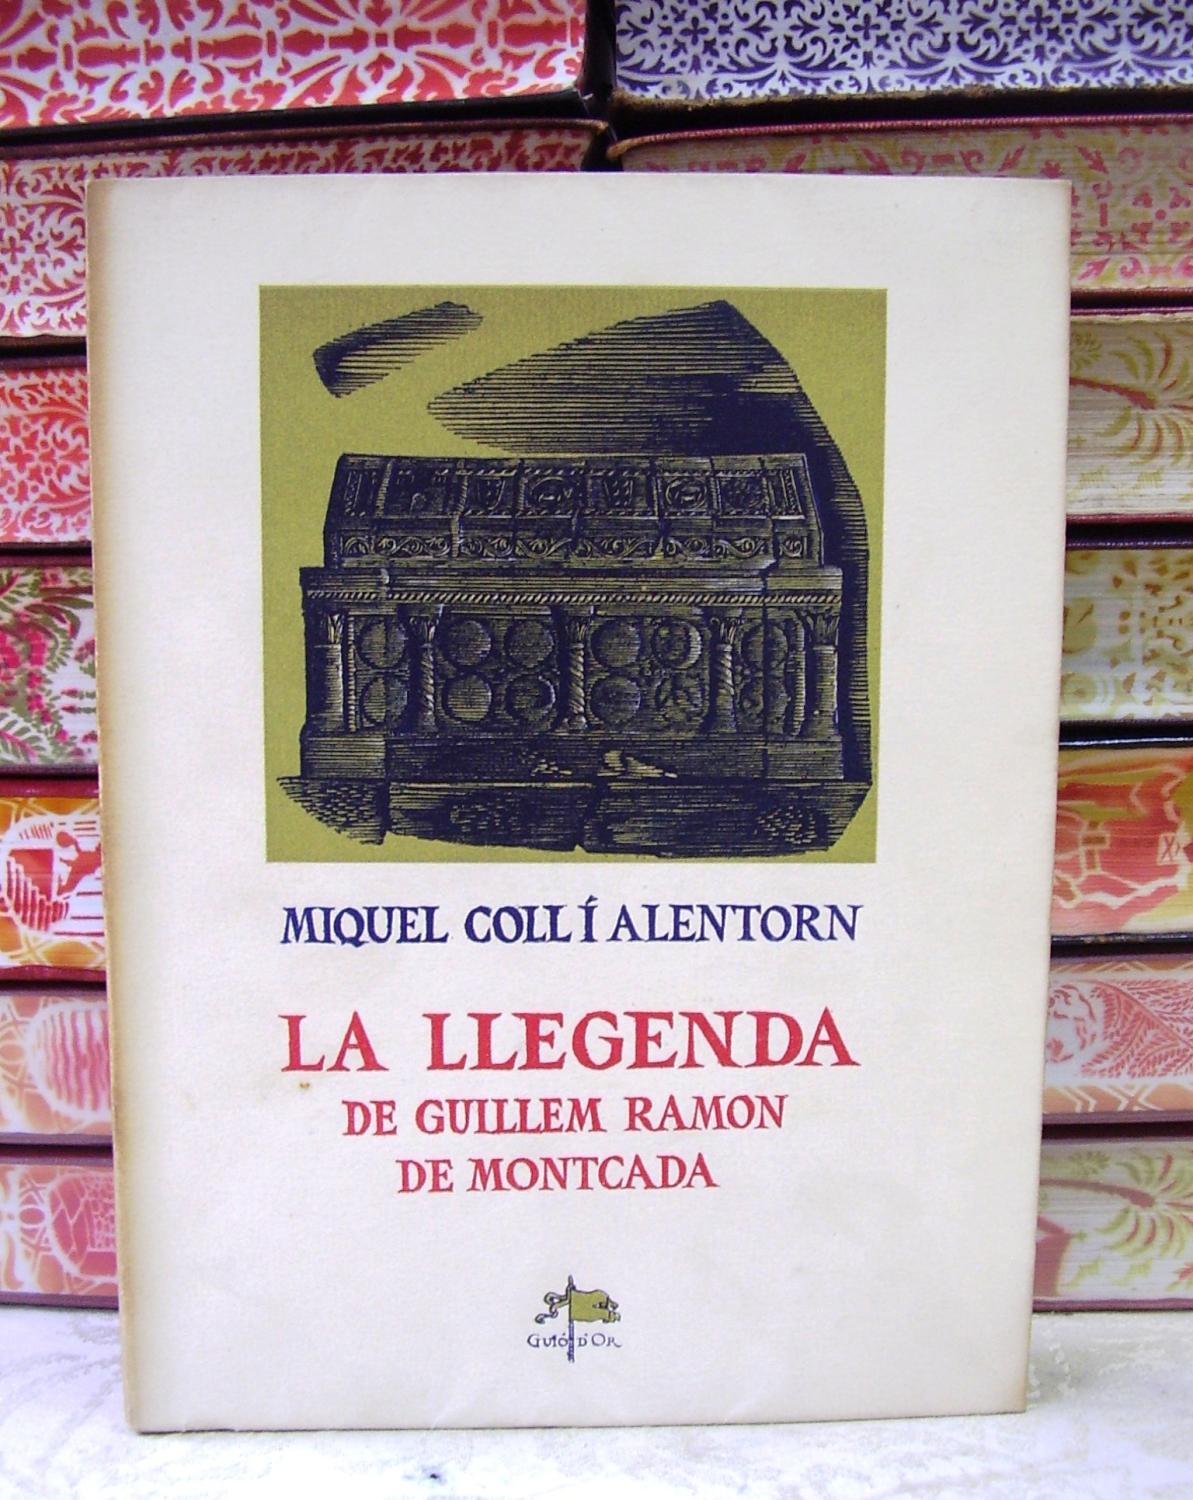 MIQUEL COLL Í ALENTORN
LA LLEGENDA
DE GUILLEM RAMON
DE MONTCADA
GUIÓ D'OR